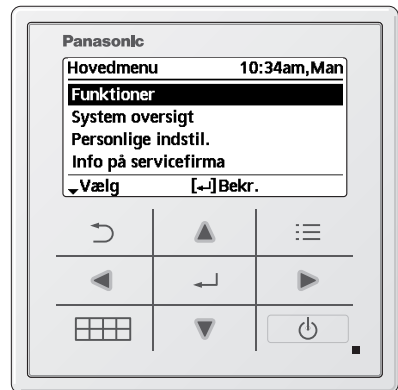 Panasonic
Hovedmenu 10:34am,Man
Funktioner
System oversigt
Personlige indstil.
Info på servicefirma
Vælg [↵]Bekr.